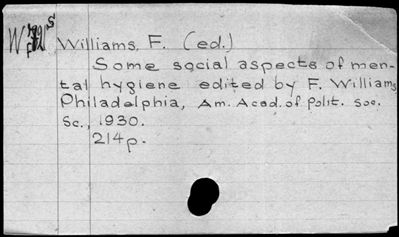 Williams, F. (ed.)
Some social aspects of men-
tal hygiene edited by F. Williams
Philadelphia, Am. Acad. of polit. soc.
Sc., 1930.
214p.